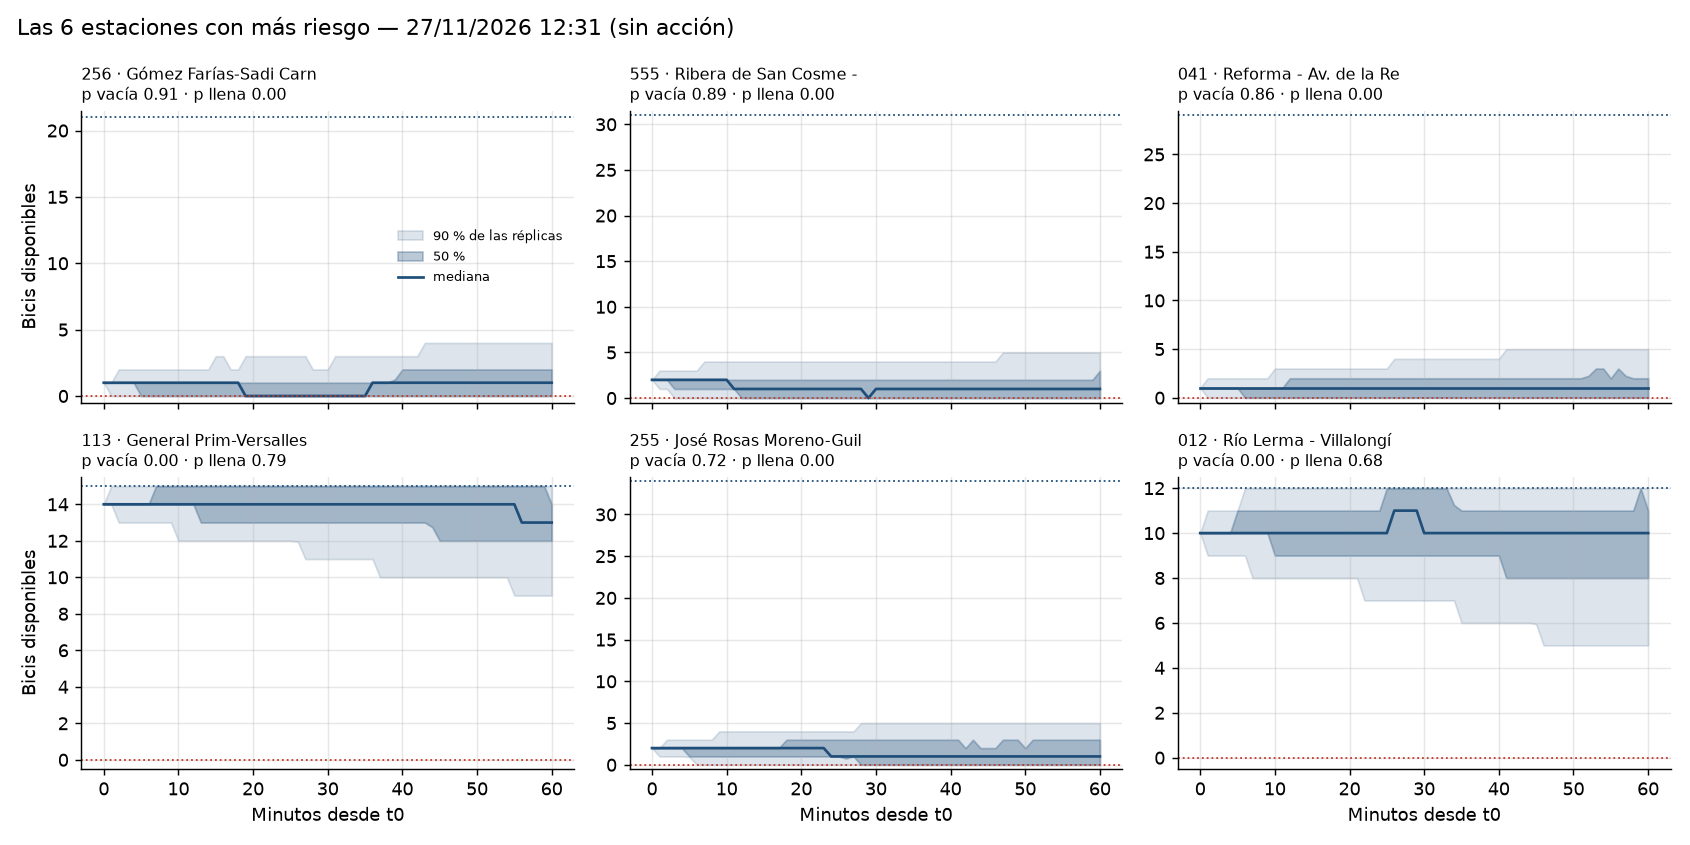 Las 6 estaciones con más riesgo — 27/11/2026 12:31 (sin acción)
256 · Gómez Farías-Sadi Carn
p vacía 0.91 · p llena 0.00
20
15
10
5
0
Bicis disponibles
90 % de las réplicas
50 %
mediana
555 · Ribera de San Cosme -
p vacía 0.89 · p llena 0.00
30
25
20
15
10
5
0
041 · Reforma - Av. de la Re
p vacía 0.86 · p llena 0.00
25
20
15
10
5
0
113 · General Prim-Versalles
p vacía 0.00 · p llena 0.79
14
12
10
8
6
4
2
0
Bicis disponibles
0 10 20 30 40 50 60
Minutos desde t0
255 · José Rosas Moreno-Guil
p vacía 0.72 · p llena 0.00
30
25
20
15
10
5
0
0 10 20 30 40 50 60
Minutos desde t0
012 · Río Lerma - Villalongí
p vacía 0.00 · p llena 0.68
12
10
8
6
4
2
0
0 10 20 30 40 50 60
Minutos desde t0